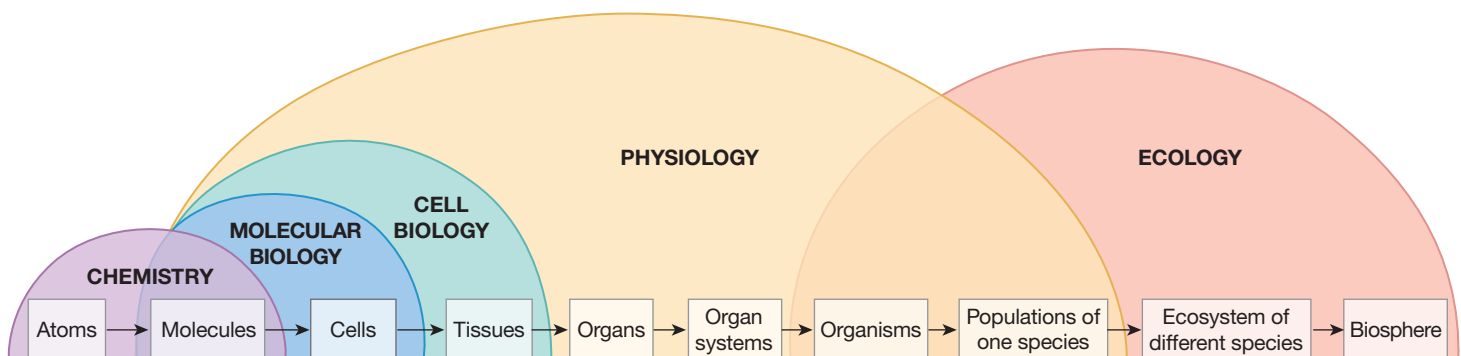 PHYSIOLOGY
ECOLOGY
CELL
BIOLOGY
MOLECULAR
BIOLOGY
CHEMISTRY
Atoms
Molecules
Cells
Tissues
Organs
Organ
systems
Organisms
Populations of
one species
Ecosystem of
different species
Biosphere